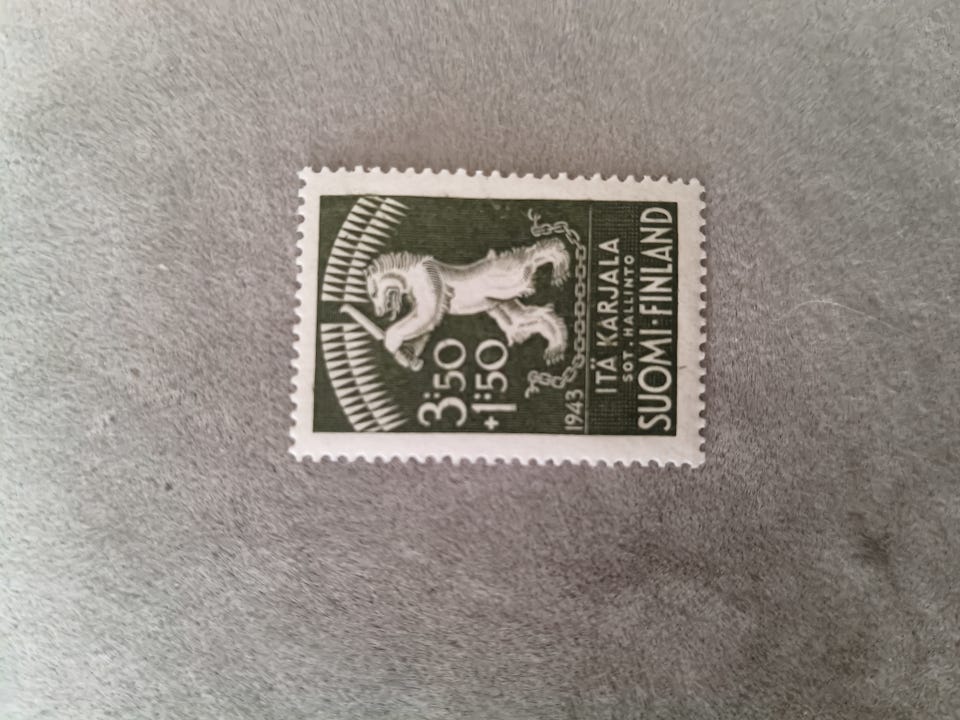 3:50
+1:50
1943
ITÄ KARJALA
SOT. HALLINTO
SUOMI·FINLAND